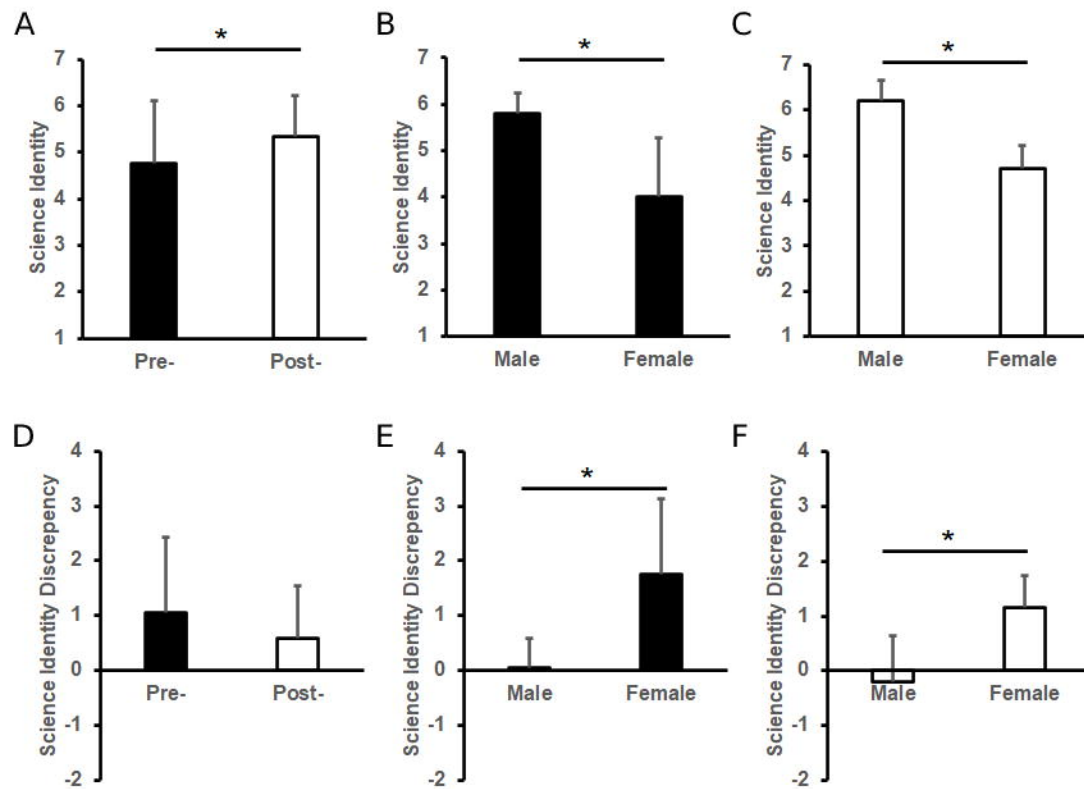 A
*
7
6
5
4
3
2
1
Science Identity
Pre-
Post-
B
*
7
6
5
4
3
2
1
Science Identity
Male
Female
C
*
7
6
5
4
3
2
1
Science Identity
Male
Female
D
4
3
2
1
0
-1
-2
Science Identity Discrepency
Pre-
Post-
E
*
4
3
2
1
0
-1
-2
Science Identity Discrepency
Male
Female
F
*
4
3
2
1
0
-1
-2
Science Identity Discrepency
Male
Female